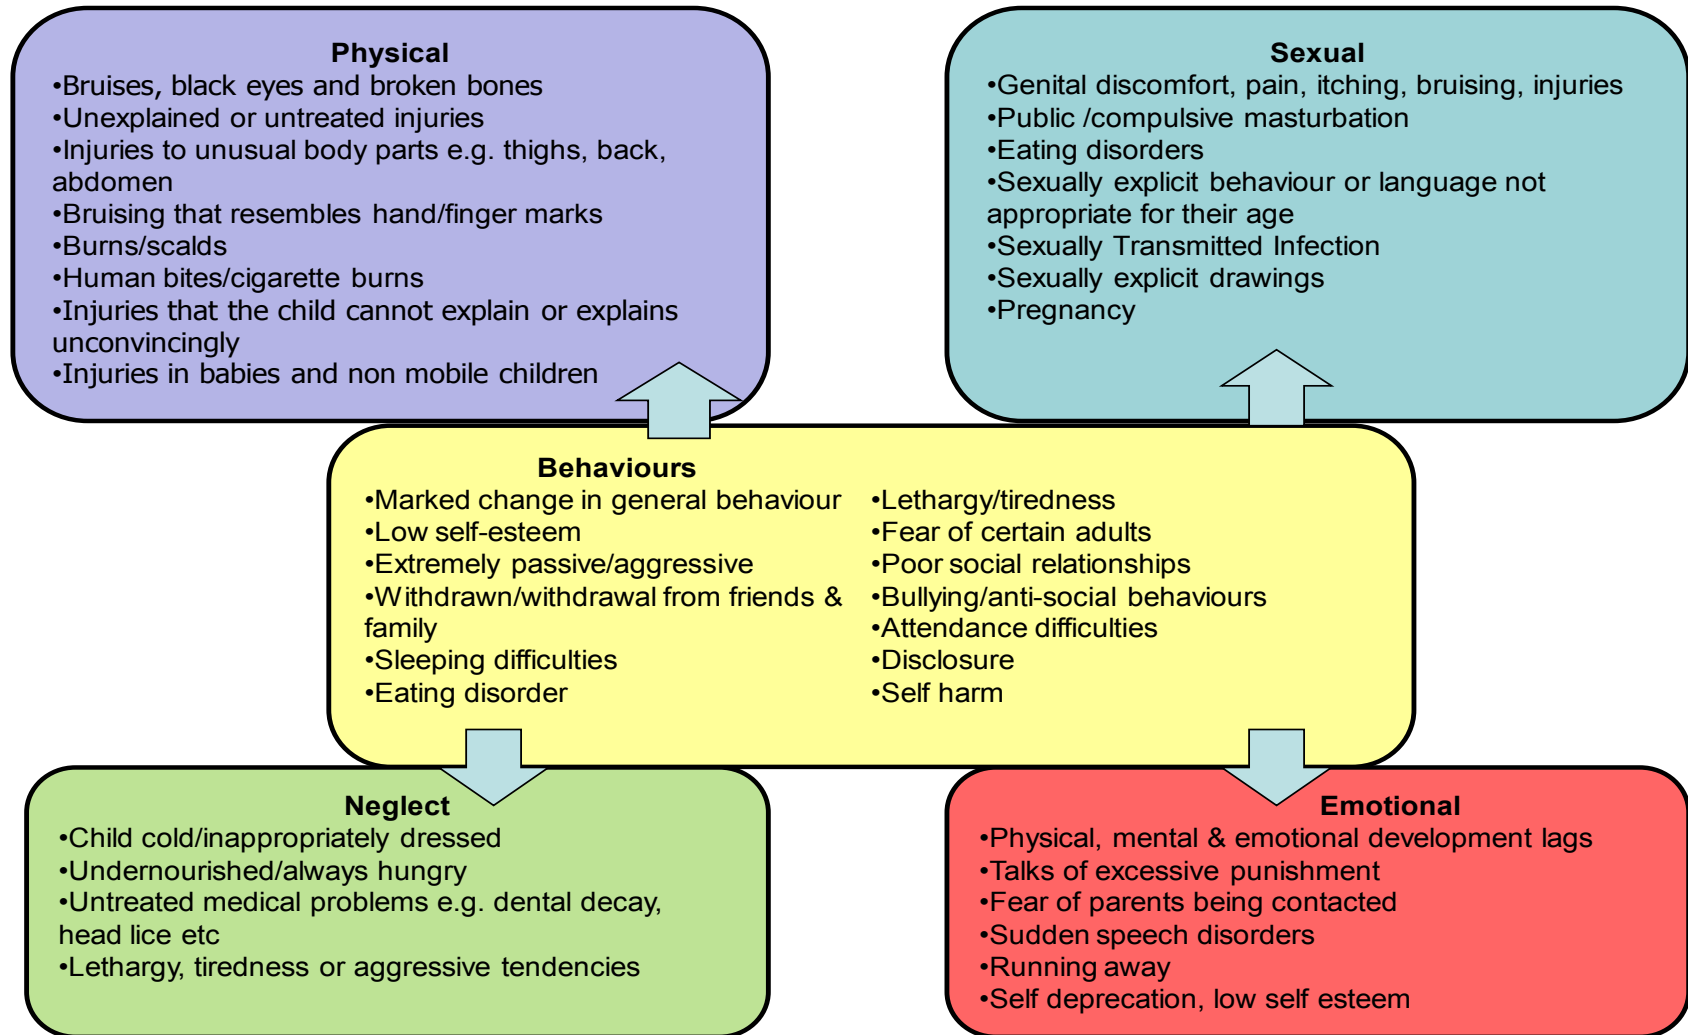 Physical
•Bruises, black eyes and broken bones
•Unexplained or untreated injuries
•Injuries to unusual body parts e.g. thighs, back,
abdomen
•Bruising that resembles hand/finger marks
•Burns/scalds
•Human bites/cigarette burns
•Injuries that the child cannot explain or explains
unconvincingly
•Injuries in babies and non mobile children
Sexual
•Genital discomfort, pain, itching, bruising, injuries
•Public /compulsive masturbation
•Eating disorders
•Sexually explicit behaviour or language not
appropriate for their age
•Sexually Transmitted Infection
•Sexually explicit drawings
•Pregnancy
Behaviours
•Marked change in general behaviour
•Low self-esteem
•Extremely passive/aggressive
•Withdrawn/withdrawal from friends &
family
•Sleeping difficulties
•Eating disorder
•Lethargy/tiredness
•Fear of certain adults
•Poor social relationships
•Bullying/anti-social behaviours
•Attendance difficulties
•Disclosure
•Self harm
Neglect
•Child cold/inappropriately dressed
•Undernourished/always hungry
•Untreated medical problems e.g. dental decay,
head lice etc
•Lethargy, tiredness or aggressive tendencies
Emotional
•Physical, mental & emotional development lags
•Talks of excessive punishment
•Fear of parents being contacted
•Sudden speech disorders
•Running away
•Self deprecation, low self esteem